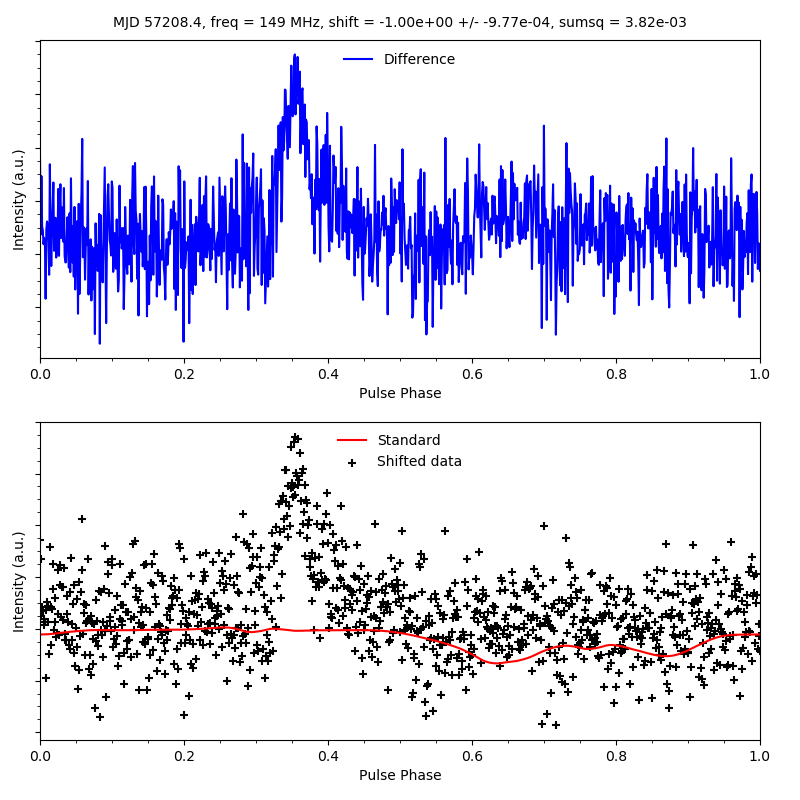 MJD 57208.4, freq = 149 MHz, shift = -1.00e+00 +/- -9.77e-04, sumsq = 3.82e-03
Difference
Intensity (a.u.)
0.0 0.2 0.4 0.6 0.8 1.0
Pulse Phase
Standard
Shifted data
Intensity (a.u.)
0.0 0.2 0.4 0.6 0.8 1.0
Pulse Phase